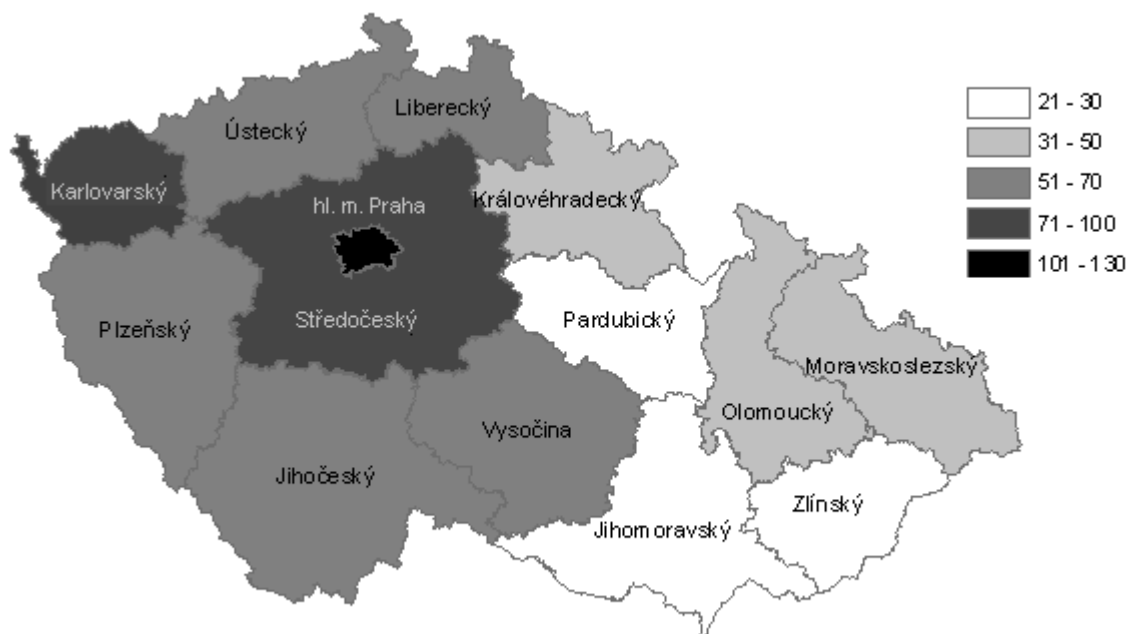 Liberecký
Ústecký
Karlovarský
Královéhradecký
hl. m. Praha
Středočeský
Plzeňský
Pardubický
Moravskoslezský
Olomoucký
Vysočina
Jihočeský
Zlínský
Jihomoravský
21 - 30
31 - 50
51 - 70
71 - 100
101 - 130